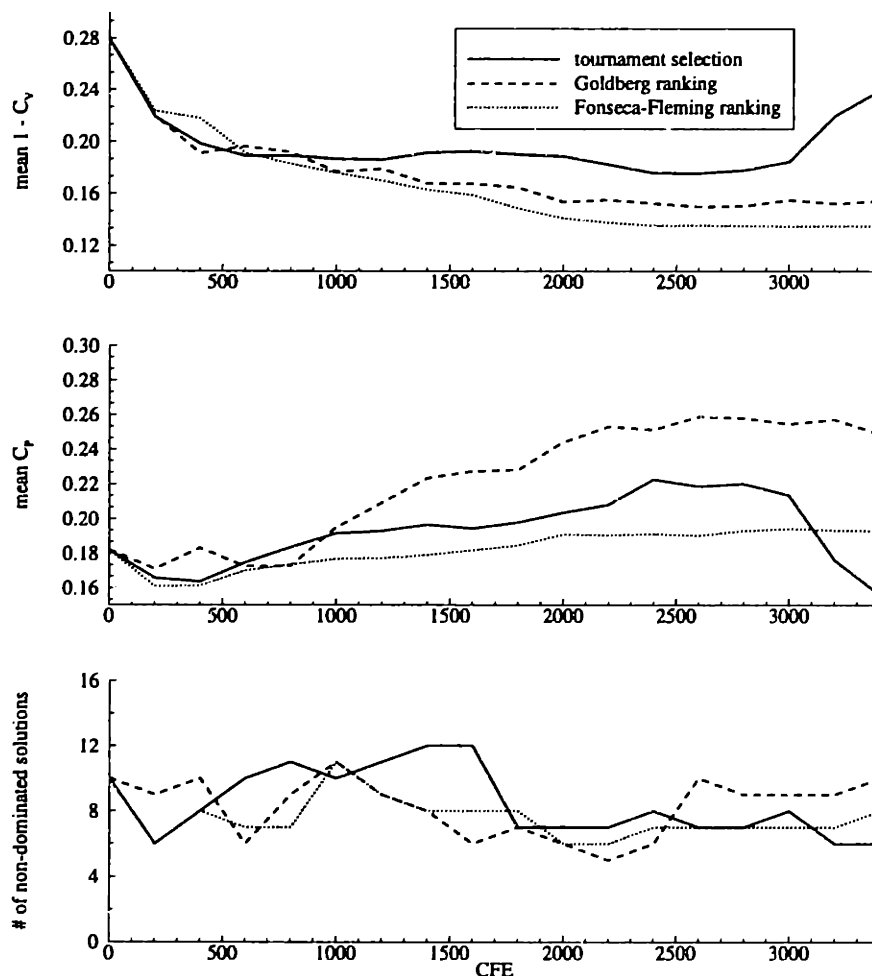 0.28
0.24
0.20
0.16
0.12
mean 1 - Cᵥ
tournament selection
Goldberg ranking
Fonseca-Fleming ranking
0 500 1000 1500 2000 2500 3000
0.30
0.28
0.26
0.24
0.22
0.20
0.18
0.16
mean Cₚ
0 500 1000 1500 2000 2500 3000
16
12
8
4
0
# of non-dominated solutions
0 500 1000 1500 2000 2500 3000
CFE